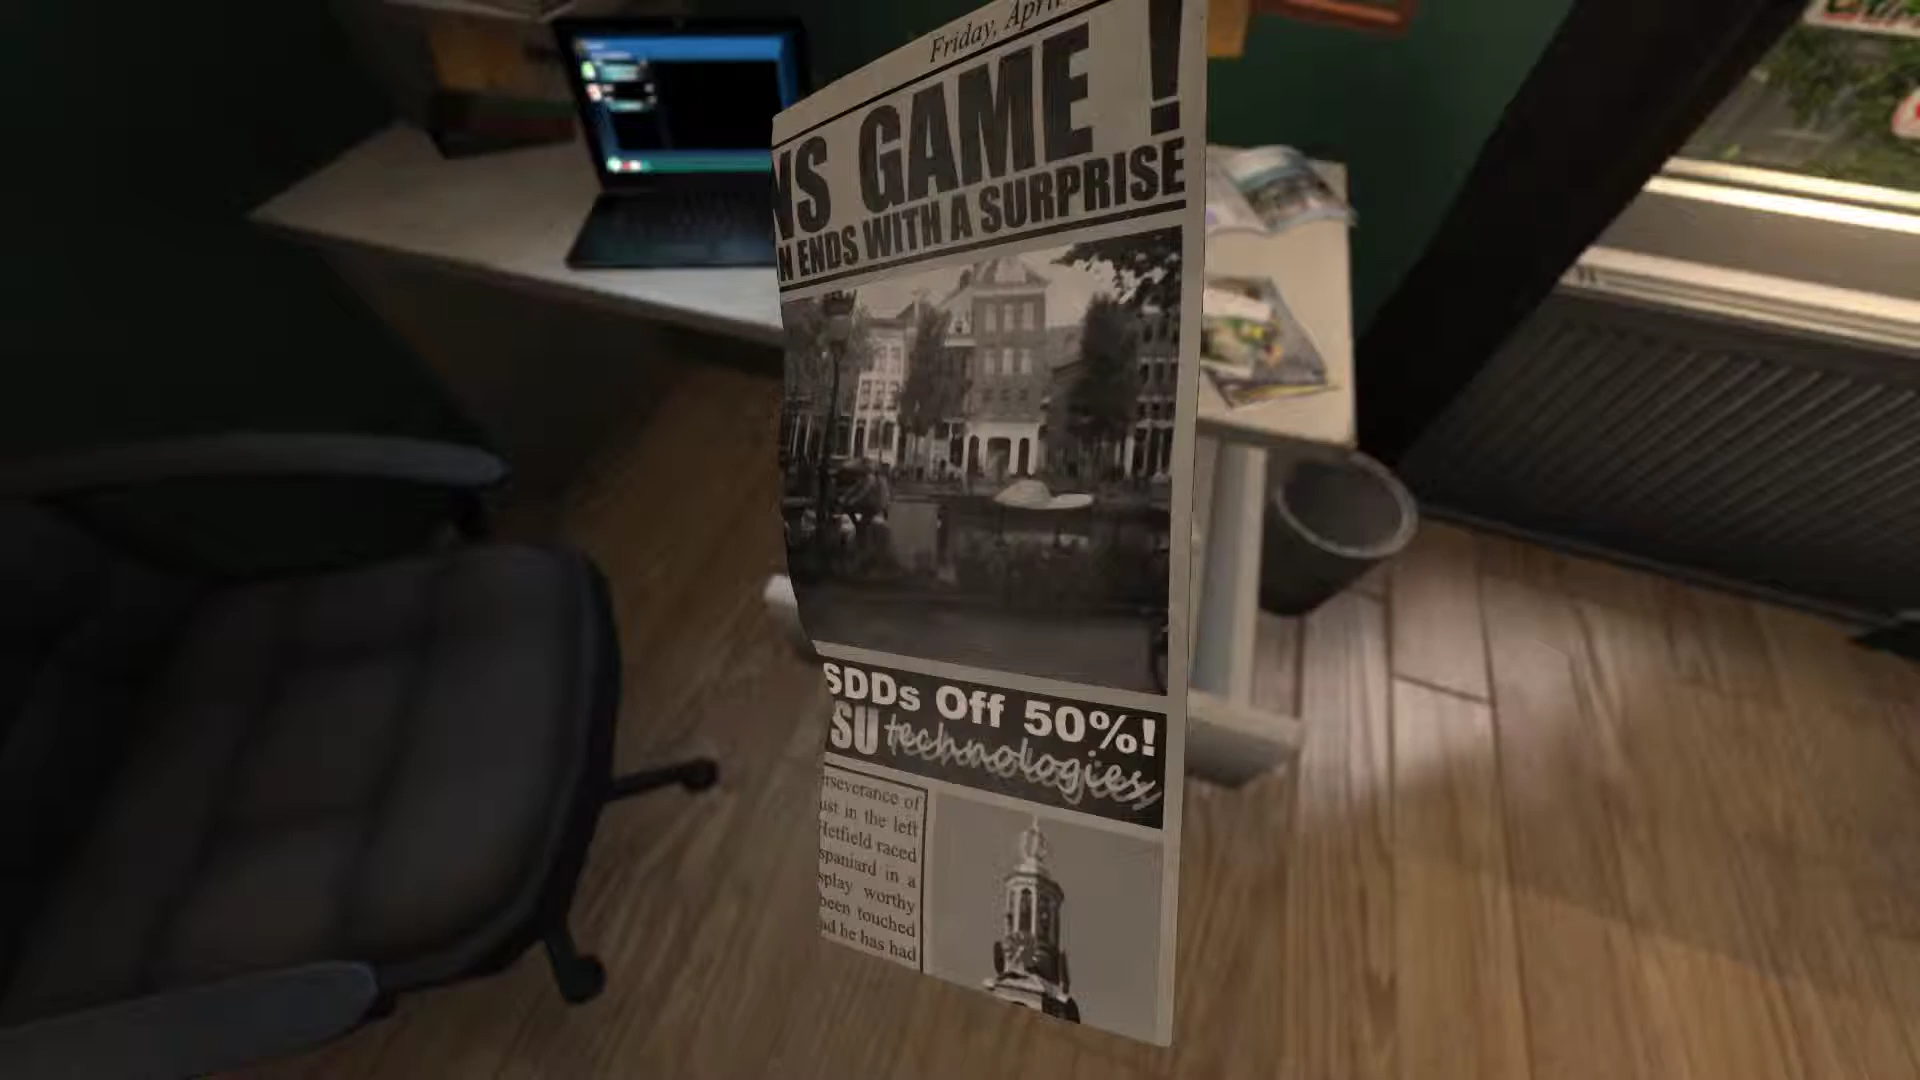 Friday, April
NS GAME !
N ENDS WITH A SURPRISE
SDDs Off 50%!
SU technologies
rseverance of
ust in the left
Hetfield raced
spaniard in a
splay worthy
been touched
nd he has had